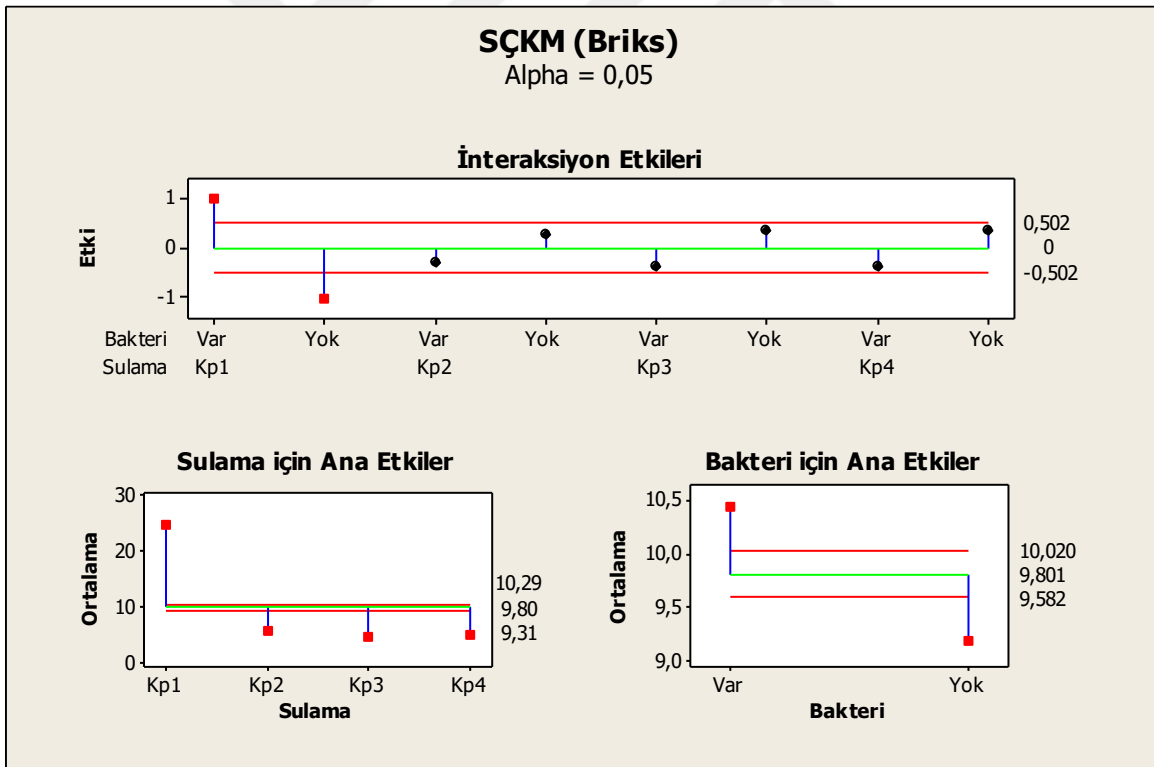 SÇKM (Briks)
Alpha = 0,05
İnteraksiyon Etkileri
Etki
1
0
-1
0,502
0
-0,502
Bakteri Var Yok Var Yok Var Yok Var Yok
Sulama Kp1 Kp2 Kp3 Kp4
Sulama için Ana Etkiler
Ortalama
30
20
10
0
10,29
9,80
9,31
Kp1 Kp2 Kp3 Kp4
Sulama
Bakteri için Ana Etkiler
Ortalama
10,5
10,0
9,5
9,0
10,020
9,801
9,582
Var Yok
Bakteri